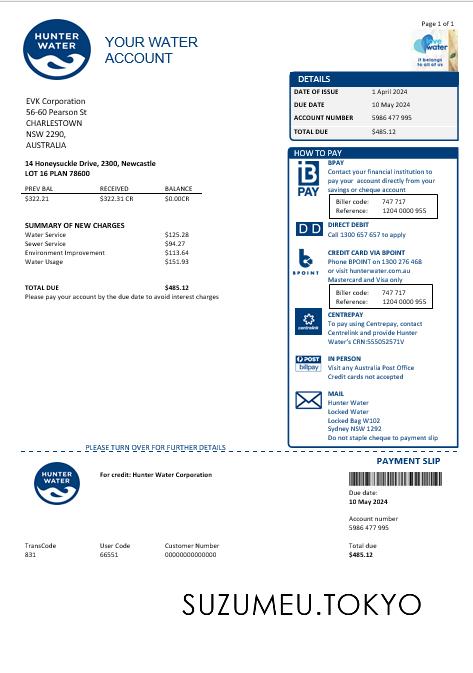 Page 1 of 1
HUNTER
WATER
YOUR WATER
ACCOUNT
love
water
it belongs
to all of us
EVK Corporation
56-60 Pearson St
CHARLESTOWN
NSW 2290,
AUSTRALIA
14 Honeysuckle Drive, 2300, Newcastle
LOT 16 PLAN 78600
PREV BAL RECEIVED BALANCE
$322.21 $322.31 CR $0.00CR
SUMMARY OF NEW CHARGES
Water Service $125.28
Sewer Service $94.27
Environment Improvement $113.64
Water Usage $151.93
TOTAL DUE $485.12
Please pay your account by the due date to avoid interest charges
DETAILS
DATE OF ISSUE 1 April 2024
DUE DATE 10 May 2024
ACCOUNT NUMBER 5986 477 995
TOTAL DUE $485.12
HOW TO PAY
B
PAY
BPAY
Contact your financial institution to
pay your account directly from your
savings or cheque account
Biller code: 747 717
Reference: 1204 0000 955
D D
DIRECT DEBIT
Call 1300 657 657 to apply
b
BPOINT
CREDIT CARD VIA BPOINT
Phone BPOINT on 1300 276 468
or visit hunterwater.com.au
Mastercard and Visa only
Biller code: 747 717
Reference: 1204 0000 955
centrelink
CENTREPAY
To pay using Centrepay, contact
Centrelink and provide Hunter
Water's CRN:555052571V
POST
billpay
IN PERSON
Visit any Australia Post Office
Credit cards not accepted
MAIL
Hunter Water
Locked Water
Locked Bag W102
Sydney NSW 1292
Do not staple cheque to payment slip
PLEASE TURN OVER FOR FURTHER DETAILS
HUNTER
WATER
For credit: Hunter Water Corporation
PAYMENT SLIP
Due date:
10 May 2024
Account number
5986 477 995
TransCode User Code Customer Number Total due
831 66551 00000000000000 $485.12
SUZUMEU.TOKYO